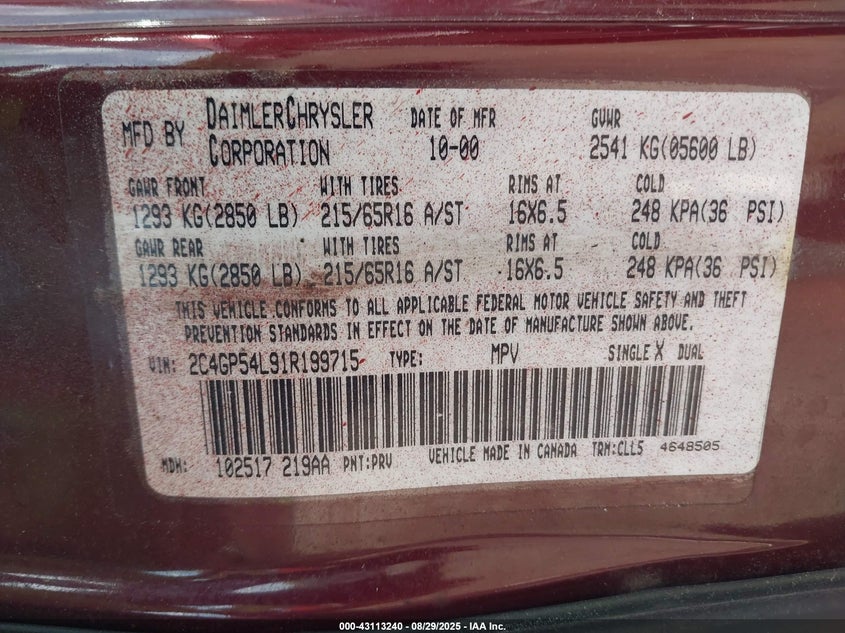 MFD BY DAIMLERCHRYSLER CORPORATION DATE OF MFR 10-00 GVWR 2541 KG(05600 LB)
GAWR FRONT WITH TIRES RIMS AT COLD
1293 KG(2850 LB) 215/65R16 A/ST 16X6.5 248 KPA(36 PSI)
GAWR REAR WITH TIRES RIMS AT COLD
1293 KG(2850 LB) 215/65R16 A/ST 16X6.5 248 KPA(36 PSI)
THIS VEHICLE CONFORMS TO ALL APPLICABLE FEDERAL MOTOR VEHICLE SAFETY AND THEFT
PREVENTION STANDARDS IN EFFECT ON THE DATE OF MANUFACTURE SHOWN ABOVE.
VIN: 2C4GP54L91R199715 TYPE: MPV SINGLE X DUAL
MDH: 102517 219AA PNT:PRV VEHICLE MADE IN CANADA TRM:CLL5 4648505
000-43113240 - 08/29/2025 - IAA Inc.